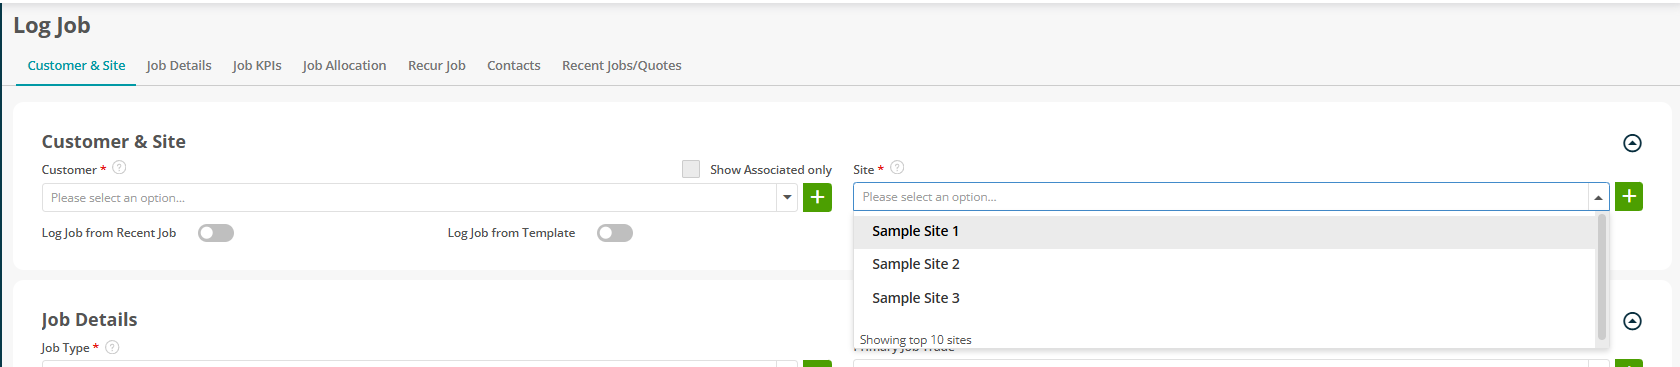 Log Job
Customer & Site Job Details Job KPIs Job Allocation Recur Job Contacts Recent Jobs/Quotes
Customer & Site
Customer * ? Show Associated only Site * ?
Please select an option... + Please select an option... +
Log Job from Recent Job Log Job from Template
Sample Site 1
Sample Site 2
Sample Site 3
Showing top 10 sites
Job Details
Job Type * ? Primary Job Trade